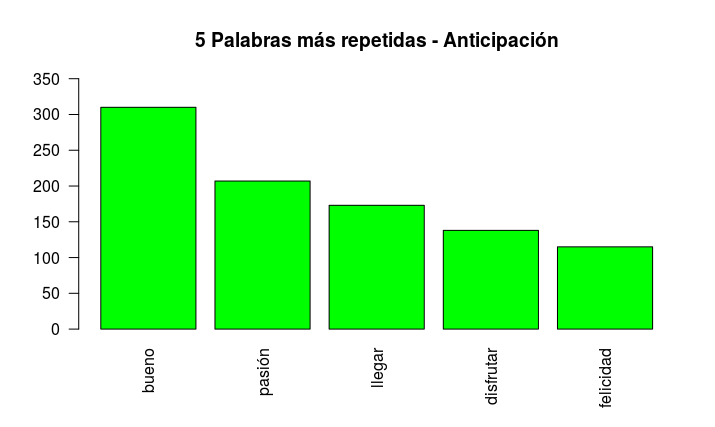 5 Palabras más repetidas - Anticipación
350
300
250
200
150
100
50
0
bueno
pasión
llegar
disfrutar
felicidad